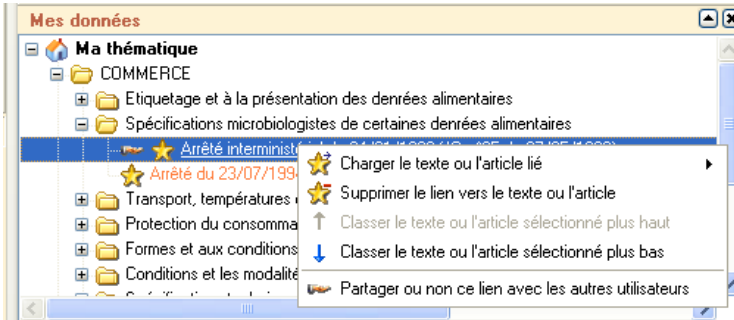 Mes données
Ma thématique
COMMERCE
Etiquetage et à la présentation des denrées alimentaires
Spécifications microbiologistes de certaines denrées alimentaires
Arrêté interministé
Arrêté du 23/07/1994
Transport, températures
Protection du consomma
Formes et aux conditions
Conditions et les modalité
Charger le texte ou l'article lié
Supprimer le lien vers le texte ou l'article
Classer le texte ou l'article sélectionné plus haut
Classer le texte ou l'article sélectionné plus bas
Partager ou non ce lien avec les autres utilisateurs